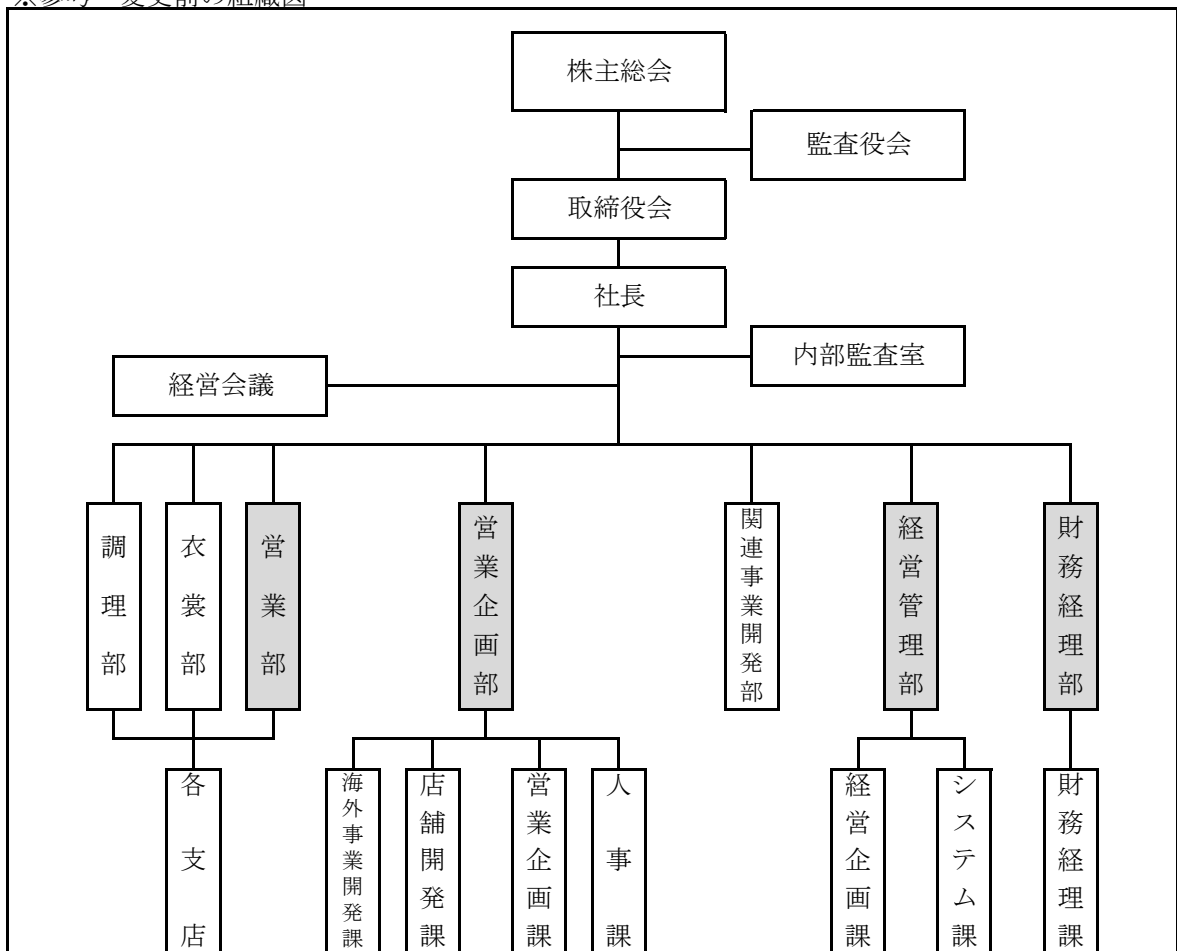 株主総会
監査役会
取締役会
社長
内部監査室
経営会議
調理部
衣裳部
営業部
営業企画部
関連事業開発部
経営管理部
財務経理部
各支店
海外事業開発課
店舗開発課
営業企画課
人事課
経営企画課
システム課
財務経理課